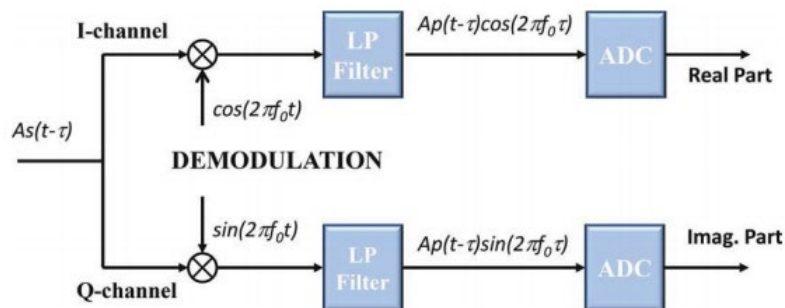 I-channel
LP
Filter
Ap(t-τ)cos(2πf₀τ)
ADC
Real Part
cos(2πf₀t)
As(t-τ)
DEMODULATION
sin(2πf₀t)
LP
Filter
Ap(t-τ)sin(2πf₀τ)
ADC
Imag. Part
Q-channel